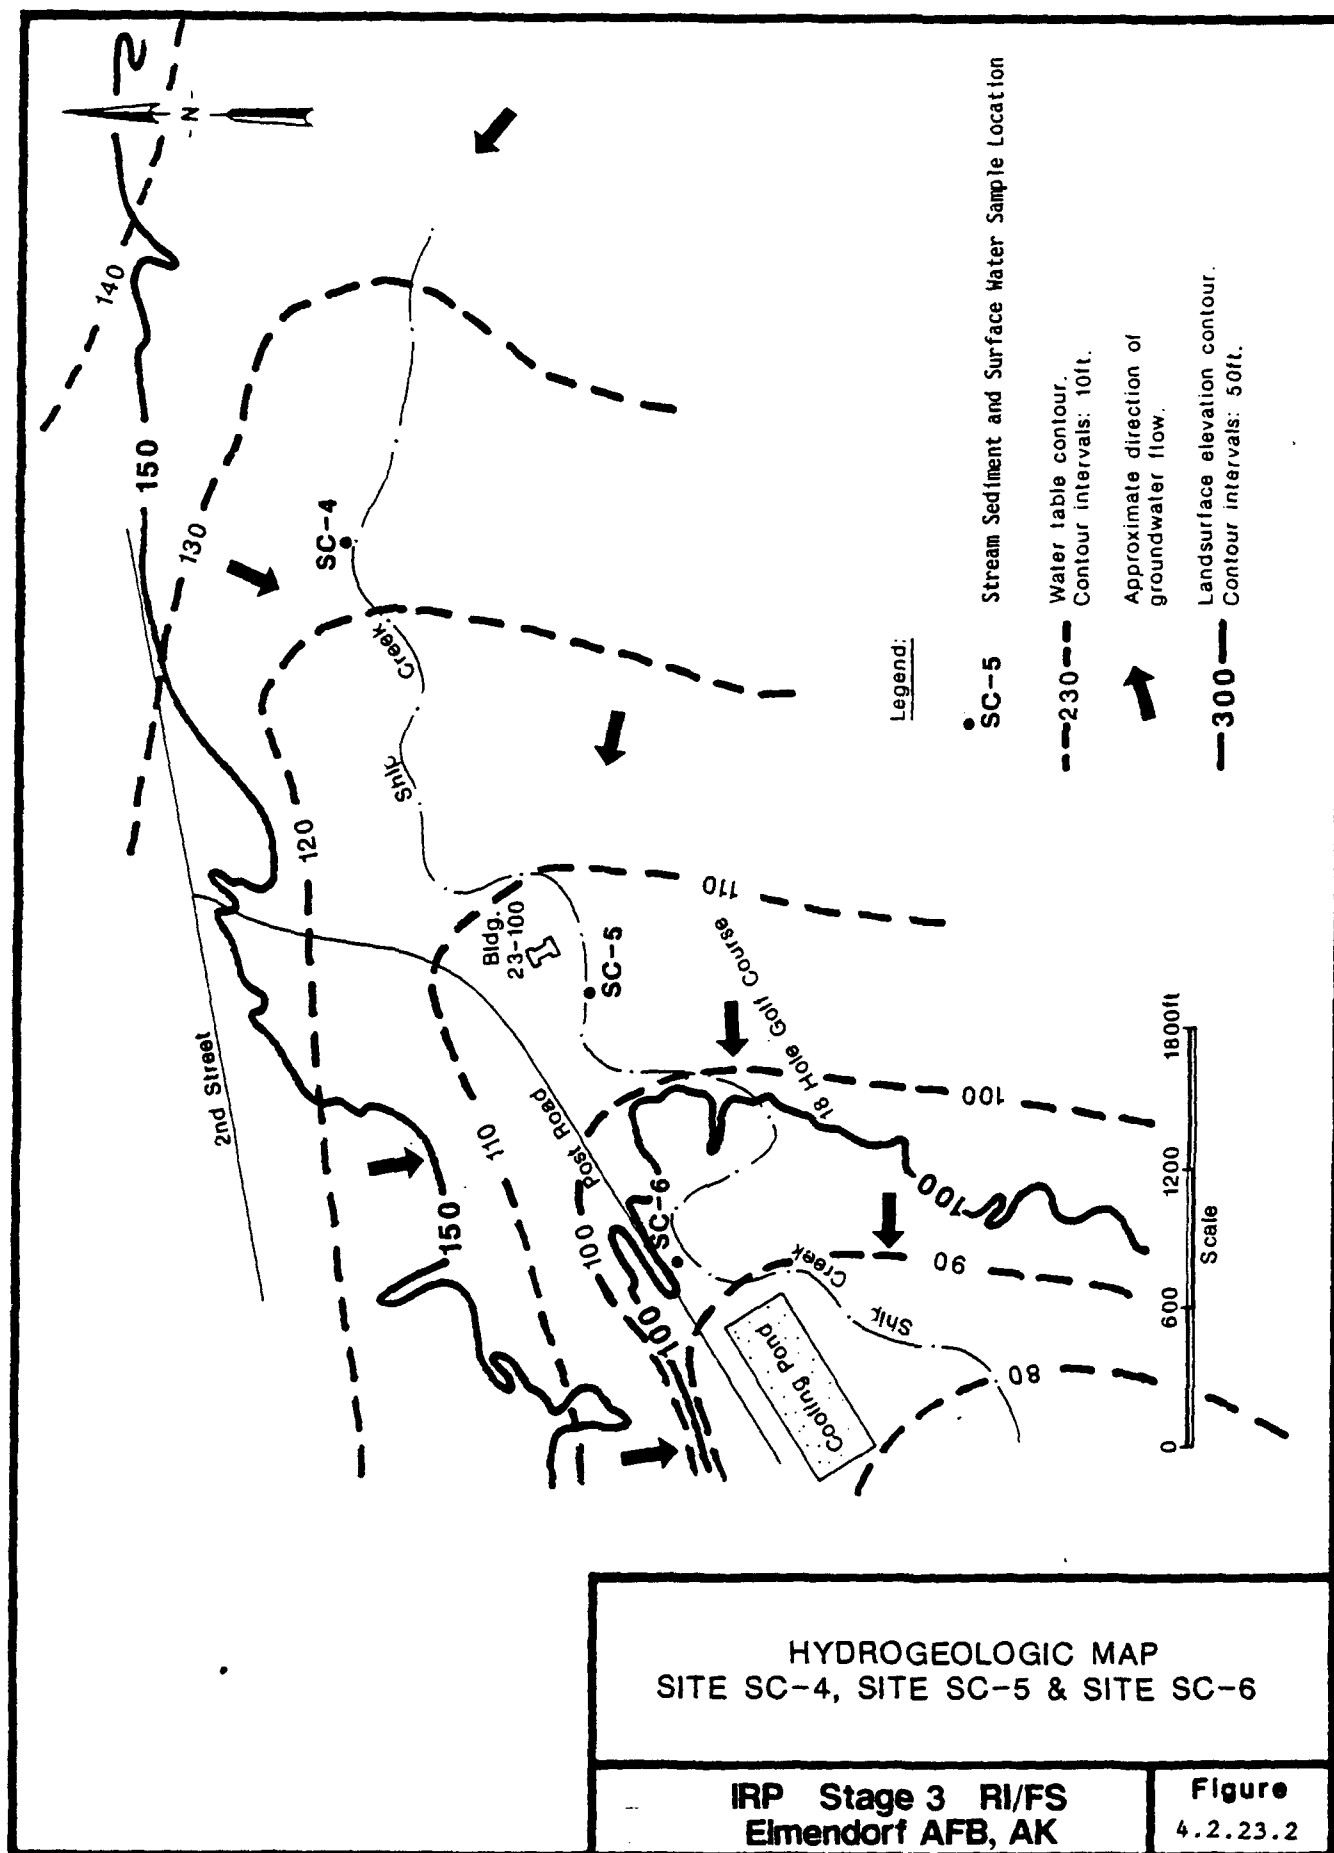 N
140
150
130
SC-4
Creek
Ship
120
110
Bldg.
23-100
SC-5
2nd Street
Post Road
18 Hole Golf Course
110
100
150
100
SC-6
100
100
90
Creek
Ship
Cooling Pond
80
Legend:
SC-5 Stream Sediment and Surface Water Sample Location
230 Water table contour.
Contour intervals: 10ft.
Approximate direction of
groundwater flow.
300 Landsurface elevation contour.
Contour intervals: 50ft.
0 600 1200 1800ft
Scale
HYDROGEOLOGIC MAP
SITE SC-4, SITE SC-5 & SITE SC-6
IRP Stage 3 RI/FS
Elmendorf AFB, AK
Figure
4.2.23.2